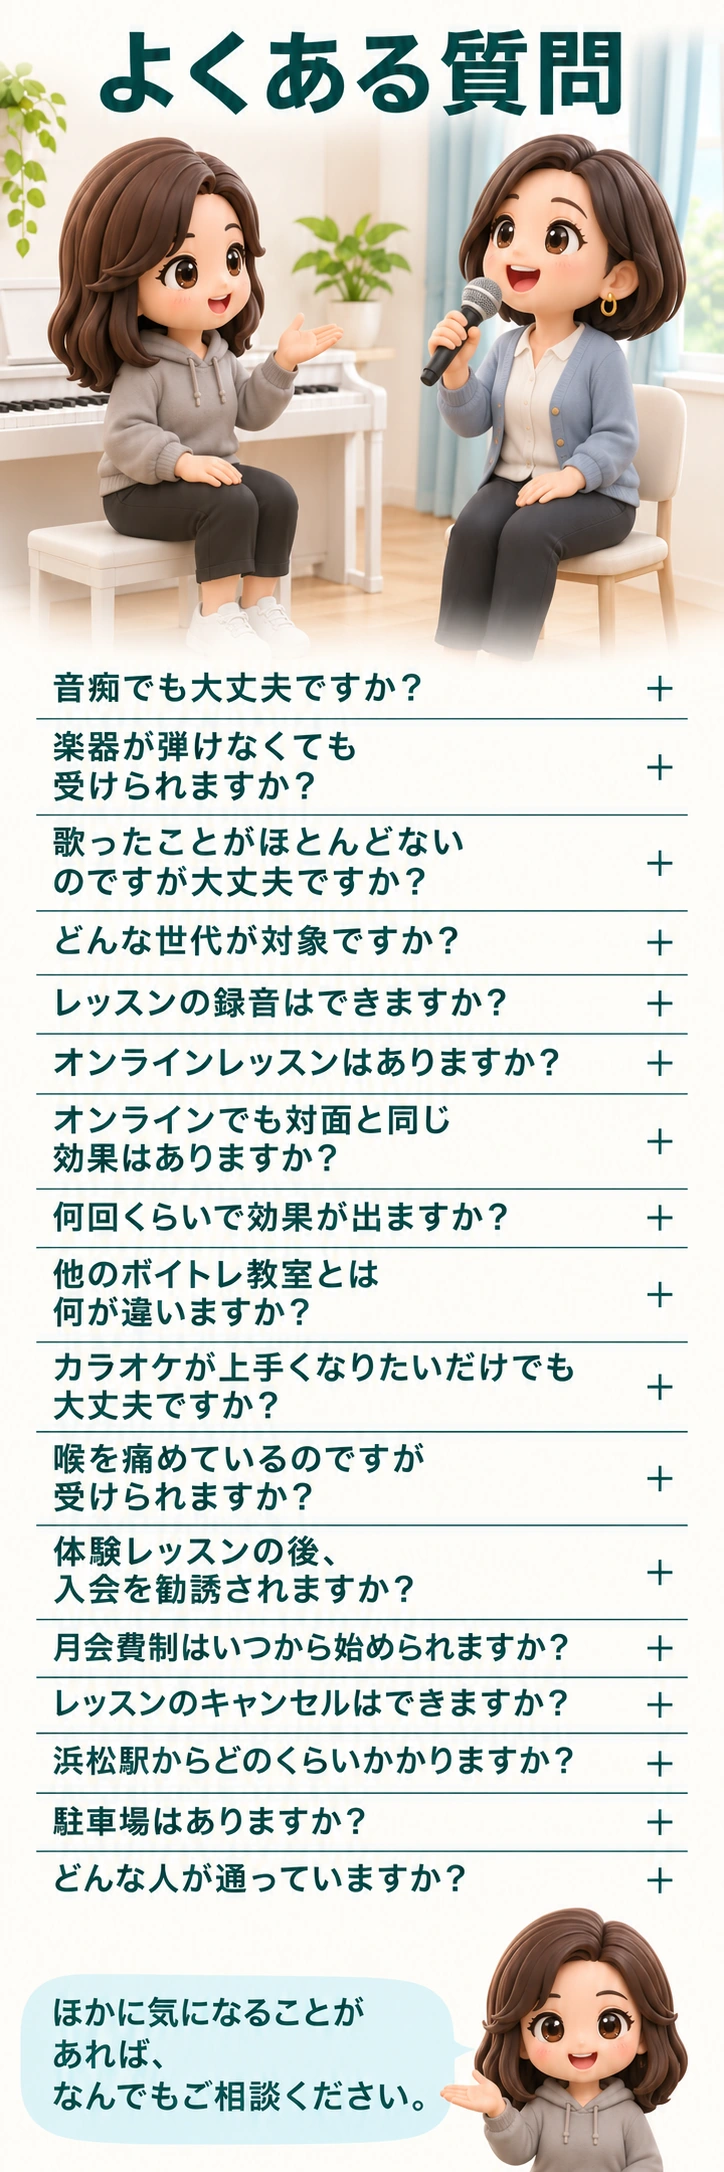 よくある質問
音痴でも大丈夫ですか？
＋
楽器が弾けなくても
受けられますか？
＋
歌ったことがほとんどない
のですが大丈夫ですか？
＋
どんな世代が対象ですか？
＋
レッスンの録音はできますか？
＋
オンラインレッスンはありますか？
＋
オンラインでも対面と同じ
効果はありますか？
＋
何回くらいで効果が出ますか？
＋
他のボイトレ教室とは
何が違いますか？
＋
カラオケが上手くなりたいだけでも
大丈夫ですか？
＋
喉を痛めているのですが
受けられますか？
＋
体験レッスンの後、
入会を勧誘されますか？
＋
月会費制はいつから始められますか？
＋
レッスンのキャンセルはできますか？
＋
浜松駅からどのくらいかかりますか？
＋
駐車場はありますか？
＋
どんな人が通っていますか？
＋
ほかに気になることが
あれば、
なんでもご相談ください。